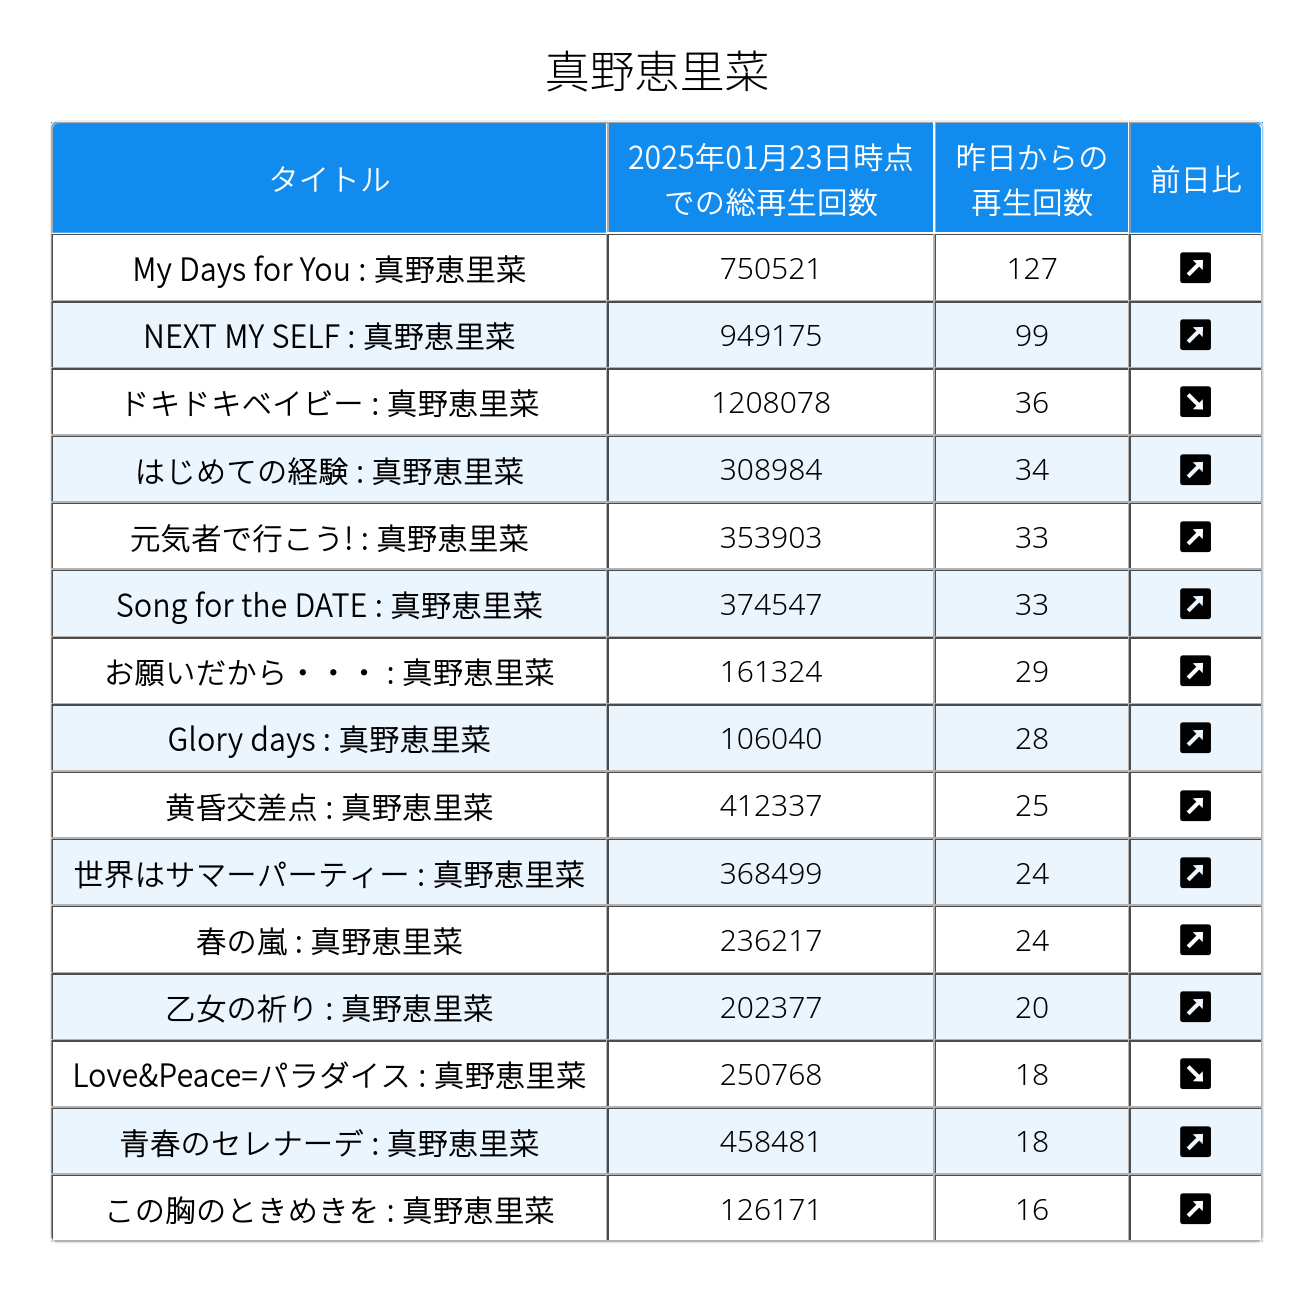 真野恵里菜
タイトル 2025年01月23日時点での総再生回数 昨日からの再生回数 前日比
My Days for You : 真野恵里菜 750521 127 ↗
NEXT MY SELF : 真野恵里菜 949175 99 ↗
ドキドキベイビー : 真野恵里菜 1208078 36 ↘
はじめての経験 : 真野恵里菜 308984 34 ↗
元気者で行こう! : 真野恵里菜 353903 33 ↗
Song for the DATE : 真野恵里菜 374547 33 ↗
お願いだから・・・ : 真野恵里菜 161324 29 ↗
Glory days : 真野恵里菜 106040 28 ↗
黄昏交差点 : 真野恵里菜 412337 25 ↗
世界はサマーパーティー : 真野恵里菜 368499 24 ↗
春の嵐 : 真野恵里菜 236217 24 ↗
乙女の祈り : 真野恵里菜 202377 20 ↗
Love&Peace=パラダイス : 真野恵里菜 250768 18 ↘
青春のセレナーデ : 真野恵里菜 458481 18 ↗
この胸のときめきを : 真野恵里菜 126171 16 ↗